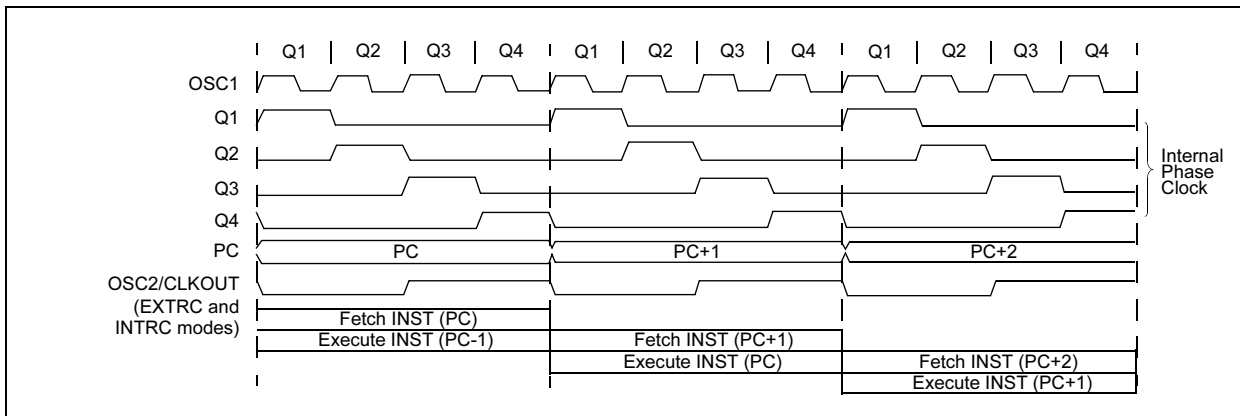 Q1 Q2 Q3 Q4 Q1 Q2 Q3 Q4 Q1 Q2 Q3 Q4
OSC1
Q1
Q2
Q3
Q4
Internal
Phase
Clock
PC PC PC+1 PC+2
OSC2/CLKOUT
(EXTRC and
INTRC modes)
Fetch INST (PC)
Execute INST (PC-1) Fetch INST (PC+1)
Execute INST (PC) Fetch INST (PC+2)
Execute INST (PC+1)